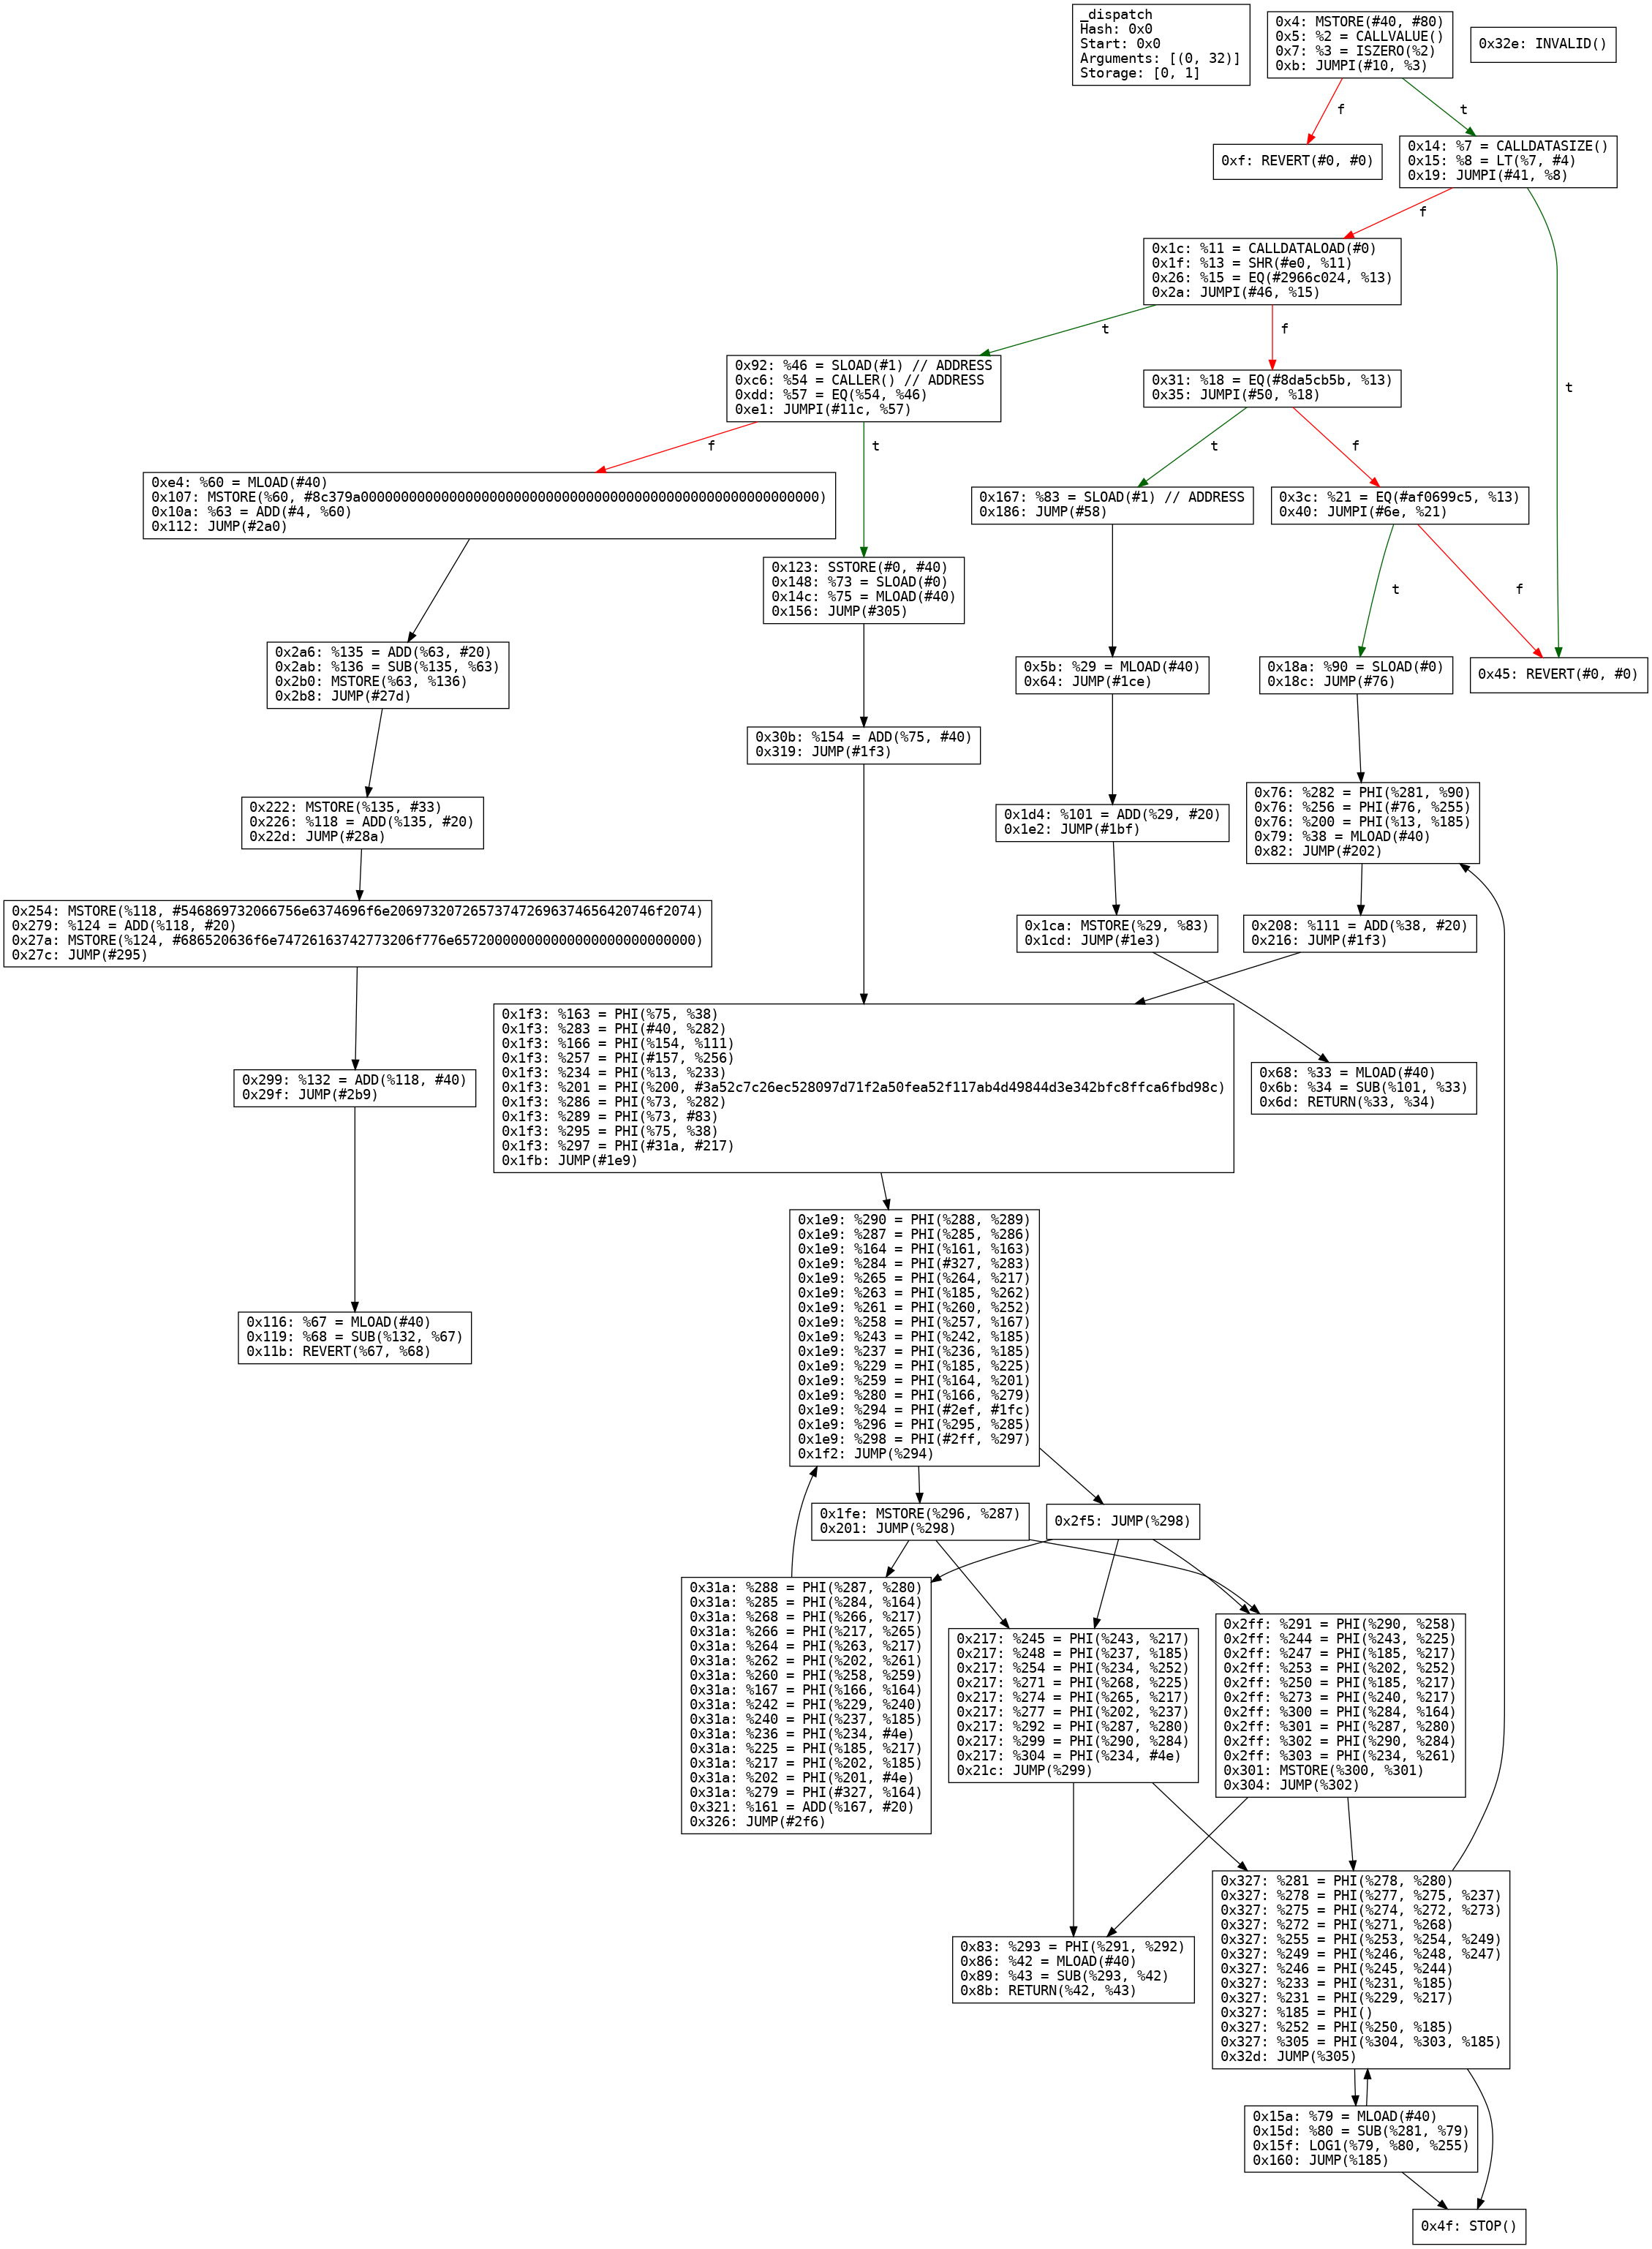 _dispatch
Hash: 0x0
Start: 0x0
Arguments: [(0, 32)]
Storage: [0, 1]
0x4: MSTORE(#40, #80)
0x5: %2 = CALLVALUE()
0x7: %3 = ISZERO(%2)
0xb: JUMPI(#10, %3)
0x32e: INVALID()
f
t
0xf: REVERT(#0, #0)
0x14: %7 = CALLDATASIZE()
0x15: %8 = LT(%7, #4)
0x19: JUMPI(#41, %8)
f
t
0x1c: %11 = CALLDATALOAD(#0)
0x1f: %13 = SHR(#e0, %11)
0x26: %15 = EQ(#2966c024, %13)
0x2a: JUMPI(#46, %15)
t
f
0x92: %46 = SLOAD(#1) // ADDRESS
0xc6: %54 = CALLER() // ADDRESS
0xdd: %57 = EQ(%54, %46)
0xe1: JUMPI(#11c, %57)
0x31: %18 = EQ(#8da5cb5b, %13)
0x35: JUMPI(#50, %18)
f
t
t
f
0xe4: %60 = MLOAD(#40)
0x107: MSTORE(%60, #8c379a00000000000000000000000000000000000000000000000000000000)
0x10a: %63 = ADD(#4, %60)
0x112: JUMP(#2a0)
0x167: %83 = SLOAD(#1) // ADDRESS
0x186: JUMP(#58)
0x3c: %21 = EQ(#af0699c5, %13)
0x40: JUMPI(#6e, %21)
t
f
0x123: SSTORE(#0, #40)
0x148: %73 = SLOAD(#0)
0x14c: %75 = MLOAD(#40)
0x156: JUMP(#305)
0x2a6: %135 = ADD(%63, #20)
0x2ab: %136 = SUB(%135, %63)
0x2b0: MSTORE(%63, %136)
0x2b8: JUMP(#27d)
0x5b: %29 = MLOAD(#40)
0x64: JUMP(#1ce)
0x18a: %90 = SLOAD(#0)
0x18c: JUMP(#76)
0x45: REVERT(#0, #0)
0x30b: %154 = ADD(%75, #40)
0x319: JUMP(#1f3)
0x222: MSTORE(%135, #33)
0x226: %118 = ADD(%135, #20)
0x22d: JUMP(#28a)
0x1d4: %101 = ADD(%29, #20)
0x1e2: JUMP(#1bf)
0x76: %282 = PHI(%281, %90)
0x76: %256 = PHI(#76, %255)
0x76: %200 = PHI(%13, %185)
0x79: %38 = MLOAD(#40)
0x82: JUMP(#202)
0x254: MSTORE(%118, #546869732066756e6374696f6e206973207265737472696374656420746f2074)
0x279: %124 = ADD(%118, #20)
0x27a: MSTORE(%124, #686520636f6e74726163742773206f776e657200000000000000000000000000)
0x27c: JUMP(#295)
0x1ca: MSTORE(%29, %83)
0x1cd: JUMP(#1e3)
0x208: %111 = ADD(%38, #20)
0x216: JUMP(#1f3)
0x1f3: %163 = PHI(%75, %38)
0x1f3: %283 = PHI(#40, %282)
0x1f3: %166 = PHI(%154, %111)
0x1f3: %257 = PHI(#157, %256)
0x1f3: %234 = PHI(%13, %233)
0x1f3: %201 = PHI(%200, #3a52c7c26ec528097d71f2a50fea52f117ab4d49844d3e342bfc8ffca6fbd98c)
0x1f3: %286 = PHI(%73, %282)
0x1f3: %289 = PHI(%73, #83)
0x1f3: %295 = PHI(%75, %38)
0x1f3: %297 = PHI(#31a, #217)
0x1fb: JUMP(#1e9)
0x299: %132 = ADD(%118, #40)
0x29f: JUMP(#2b9)
0x68: %33 = MLOAD(#40)
0x6b: %34 = SUB(%101, %33)
0x6d: RETURN(%33, %34)
0x1e9: %290 = PHI(%288, %289)
0x1e9: %287 = PHI(%285, %286)
0x1e9: %164 = PHI(%161, %163)
0x1e9: %284 = PHI(#327, %283)
0x1e9: %265 = PHI(%264, %217)
0x1e9: %263 = PHI(%185, %262)
0x1e9: %261 = PHI(%260, %252)
0x1e9: %258 = PHI(%257, %167)
0x1e9: %243 = PHI(%242, %185)
0x1e9: %237 = PHI(%236, %185)
0x1e9: %229 = PHI(%185, %225)
0x1e9: %259 = PHI(%164, %201)
0x1e9: %280 = PHI(%166, %279)
0x1e9: %294 = PHI(#2ef, #1fc)
0x1e9: %296 = PHI(%295, %285)
0x1e9: %298 = PHI(#2ff, %297)
0x1f2: JUMP(%294)
0x116: %67 = MLOAD(#40)
0x119: %68 = SUB(%132, %67)
0x11b: REVERT(%67, %68)
0x1fe: MSTORE(%296, %287)
0x201: JUMP(%298)
0x2f5: JUMP(%298)
0x31a: %288 = PHI(%287, %280)
0x31a: %285 = PHI(%284, %164)
0x31a: %268 = PHI(%266, %217)
0x31a: %266 = PHI(%217, %265)
0x31a: %264 = PHI(%263, %217)
0x31a: %262 = PHI(%202, %261)
0x31a: %260 = PHI(%258, %259)
0x31a: %167 = PHI(%166, %164)
0x31a: %242 = PHI(%229, %240)
0x31a: %240 = PHI(%237, %185)
0x31a: %236 = PHI(%234, #4e)
0x31a: %225 = PHI(%185, %217)
0x31a: %217 = PHI(%202, %185)
0x31a: %202 = PHI(%201, #4e)
0x31a: %279 = PHI(#327, %164)
0x321: %161 = ADD(%167, #20)
0x326: JUMP(#2f6)
0x217: %245 = PHI(%243, %217)
0x217: %248 = PHI(%237, %185)
0x217: %254 = PHI(%234, %252)
0x217: %271 = PHI(%268, %225)
0x217: %274 = PHI(%265, %217)
0x217: %277 = PHI(%202, %237)
0x217: %292 = PHI(%287, %280)
0x217: %299 = PHI(%290, %284)
0x217: %304 = PHI(%234, #4e)
0x21c: JUMP(%299)
0x2ff: %291 = PHI(%290, %258)
0x2ff: %244 = PHI(%243, %225)
0x2ff: %247 = PHI(%185, %217)
0x2ff: %253 = PHI(%202, %252)
0x2ff: %250 = PHI(%185, %217)
0x2ff: %273 = PHI(%240, %217)
0x2ff: %300 = PHI(%284, %164)
0x2ff: %301 = PHI(%287, %280)
0x2ff: %302 = PHI(%290, %284)
0x2ff: %303 = PHI(%234, %261)
0x301: MSTORE(%300, %301)
0x304: JUMP(%302)
0x83: %293 = PHI(%291, %292)
0x86: %42 = MLOAD(#40)
0x89: %43 = SUB(%293, %42)
0x8b: RETURN(%42, %43)
0x327: %281 = PHI(%278, %280)
0x327: %278 = PHI(%277, %275, %237)
0x327: %275 = PHI(%274, %272, %273)
0x327: %272 = PHI(%271, %268)
0x327: %255 = PHI(%253, %254, %249)
0x327: %249 = PHI(%246, %248, %247)
0x327: %246 = PHI(%245, %244)
0x327: %233 = PHI(%231, %185)
0x327: %231 = PHI(%229, %217)
0x327: %185 = PHI()
0x327: %252 = PHI(%250, %185)
0x327: %305 = PHI(%304, %303, %185)
0x32d: JUMP(%305)
0x15a: %79 = MLOAD(#40)
0x15d: %80 = SUB(%281, %79)
0x15f: LOG1(%79, %80, %255)
0x160: JUMP(%185)
0x4f: STOP()